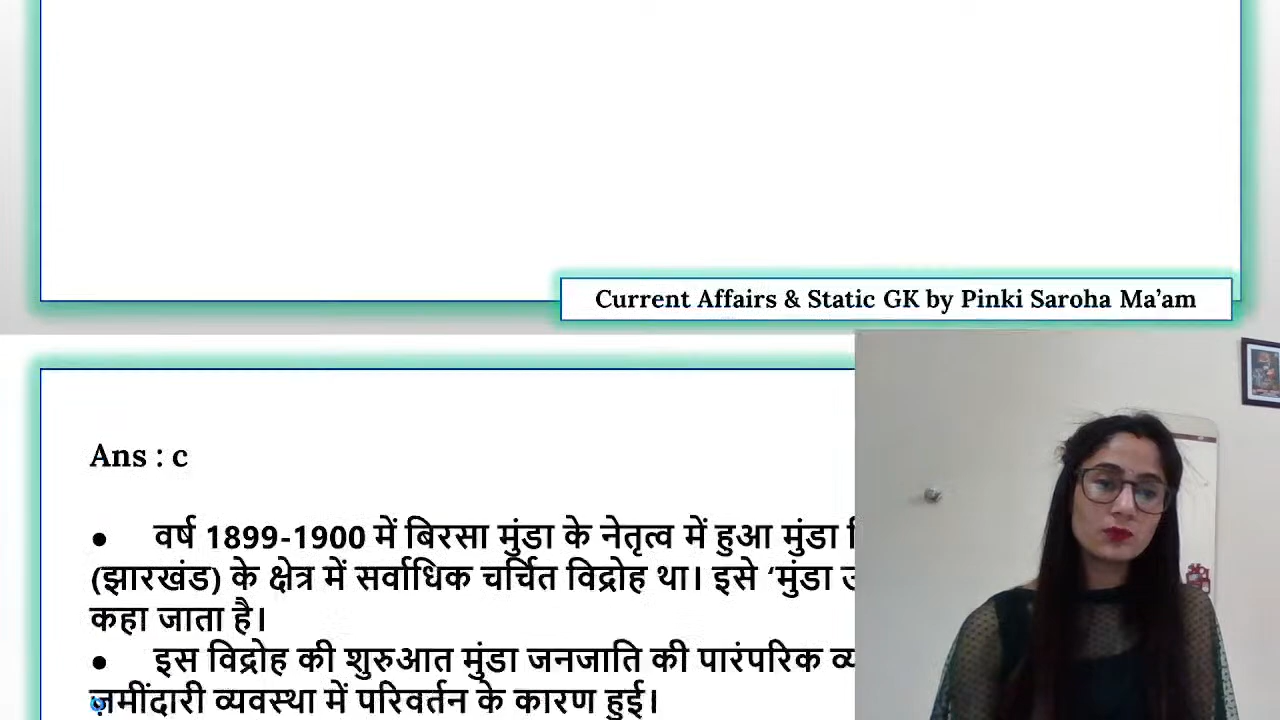 Current Affairs & Static GK by Pinki Saroha Ma’am
Ans : c
● वर्ष 1899-1900 में बिरसा मुंडा के नेतृत्व में हुआ मुंडा
(झारखंड) के क्षेत्र में सर्वाधिक चर्चित विद्रोह था। इसे ‘मुंडा
कहा जाता है।
● इस विद्रोह की शुरुआत मुंडा जनजाति की पारंपरिक
ज़मींदारी व्यवस्था में परिवर्तन के कारण हुई।